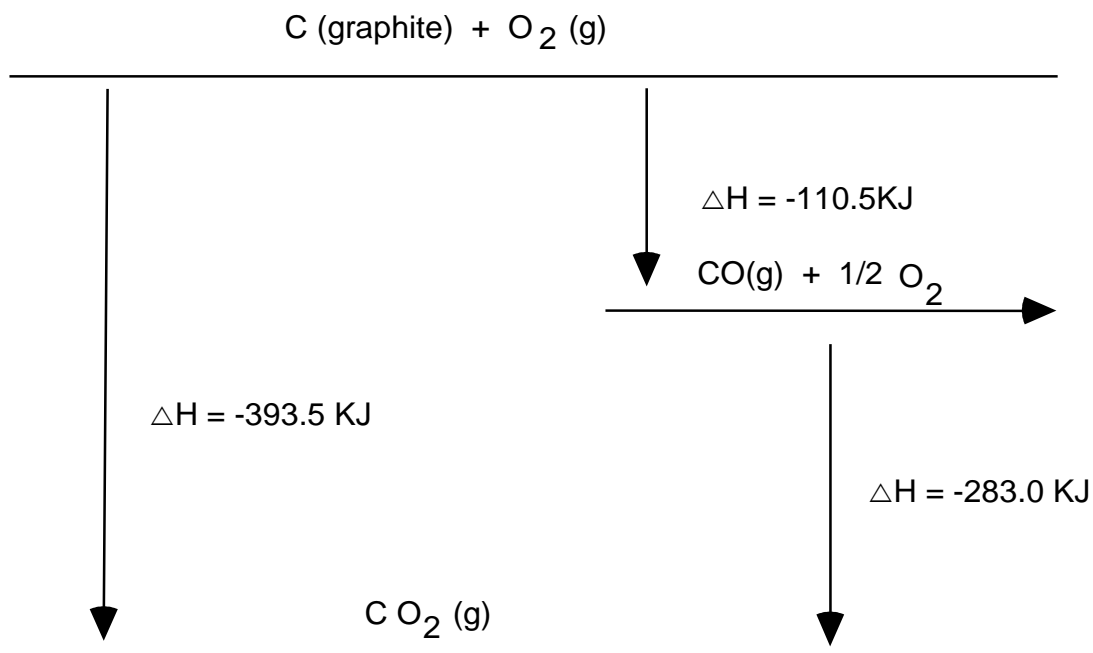 C (graphite) + O2 (g)
△H = -110.5KJ
CO(g) + 1/2 O2
△H = -393.5 KJ
△H = -283.0 KJ
C O2 (g)